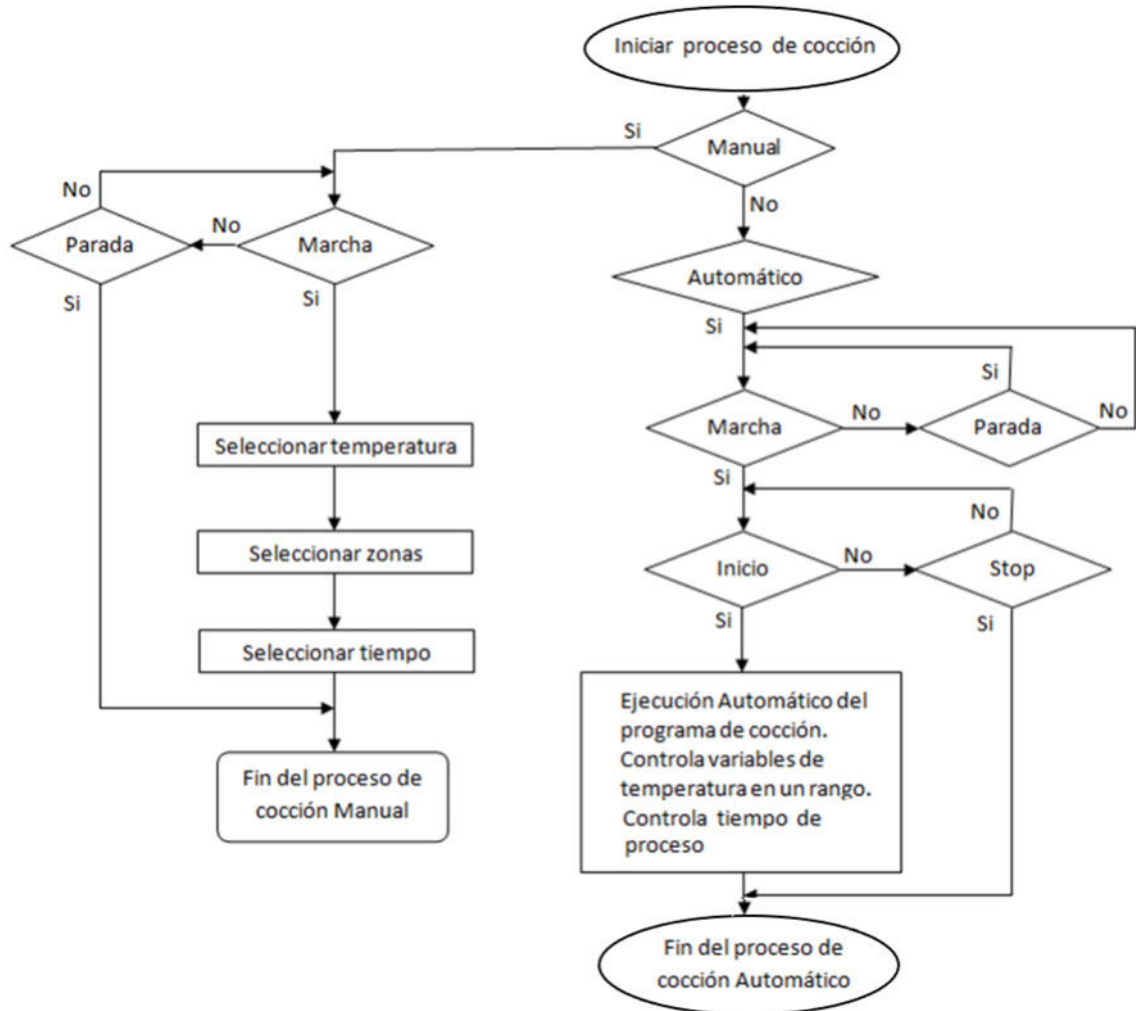 Iniciar proceso de cocción
Si
Manual
No
No
Parada
No
Marcha
Automático
Si
Si
Si
Si
Marcha
No
Parada
No
Seleccionar temperatura
Si
No
Seleccionar zonas
Inicio
No
Stop
Si
Si
Seleccionar tiempo
Ejecución Automático del
programa de cocción.
Controla variables de
temperatura en un rango.
Controla tiempo de
proceso
Fin del proceso de
cocción Manual
Fin del proceso de
cocción Automático